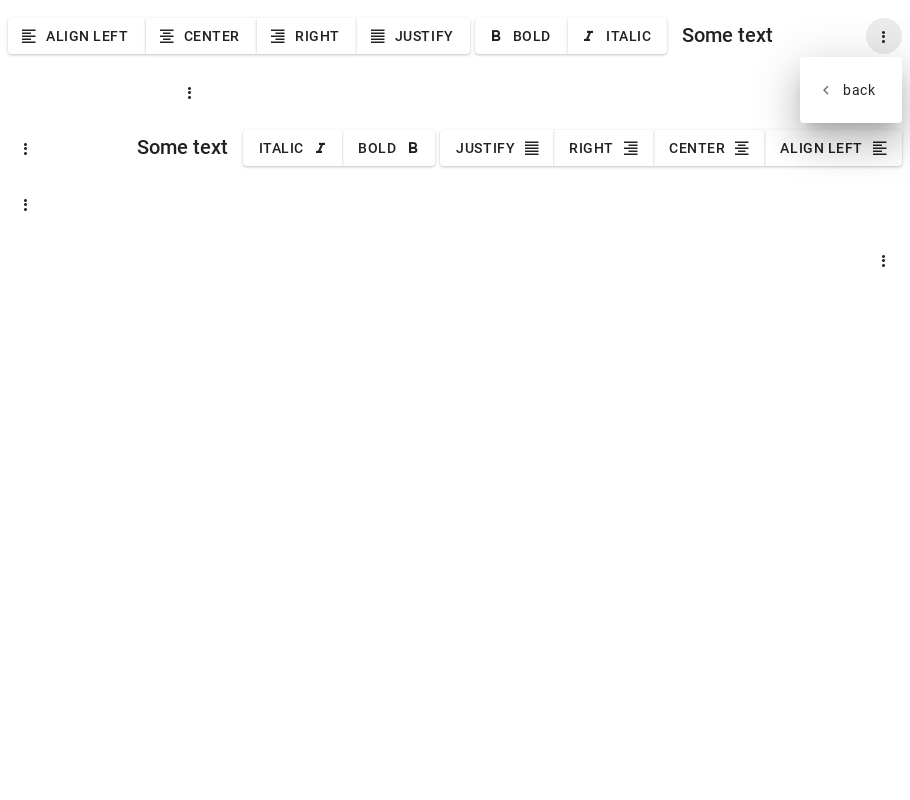 ALIGN LEFT CENTER RIGHT JUSTIFY BOLD ITALIC Some text
back
Some text ITALIC BOLD JUSTIFY RIGHT CENTER ALIGN LEFT